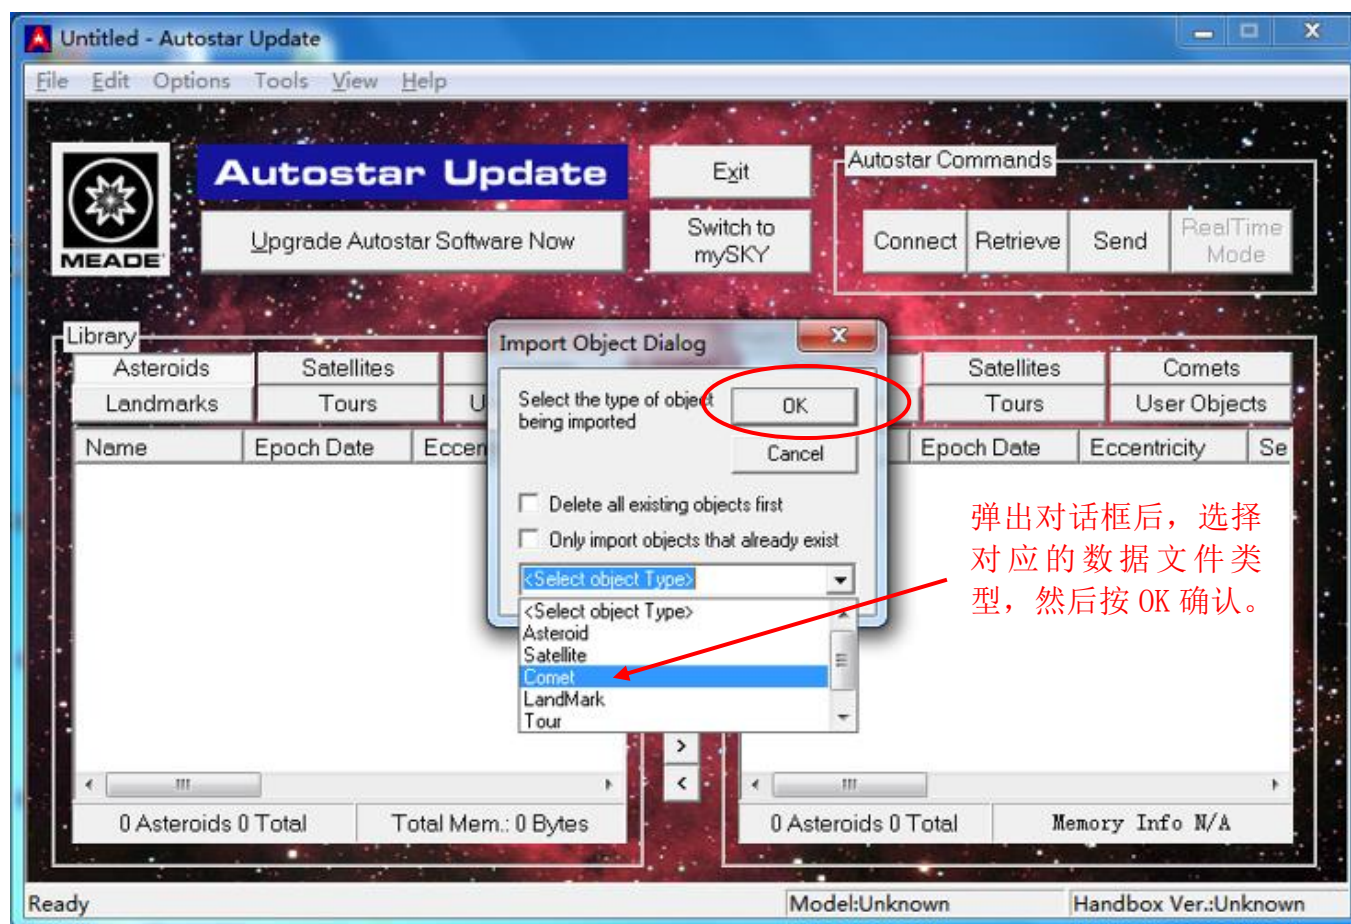 Untitled - Autostar Update
File Edit Options Tools View Help
MEADE
Autostar Update
Upgrade Autostar Software Now
Exit
Switch to
mySKY
Autostar Commands
Connect Retrieve Send RealTime
Mode
Library
Asteroids Satellites
Landmarks Tours U
Name Epoch Date Eccen
Import Object Dialog
Select the type of object
being imported
OK
Cancel
Delete all existing objects first
Only import objects that already exist
<Select object Type>
<Select object Type>
Asteroid
Satellite
Comet
LandMark
Tour
Satellites Comets
Tours User Objects
Epoch Date Eccentricity Se
弹出对话框后，选择
对应的数据文件类
型，然后按 OK 确认。
>
<
0 Asteroids 0 Total Total Mem.: 0 Bytes
0 Asteroids 0 Total Memory Info N/A
Ready Model:Unknown Handbox Ver.:Unknown